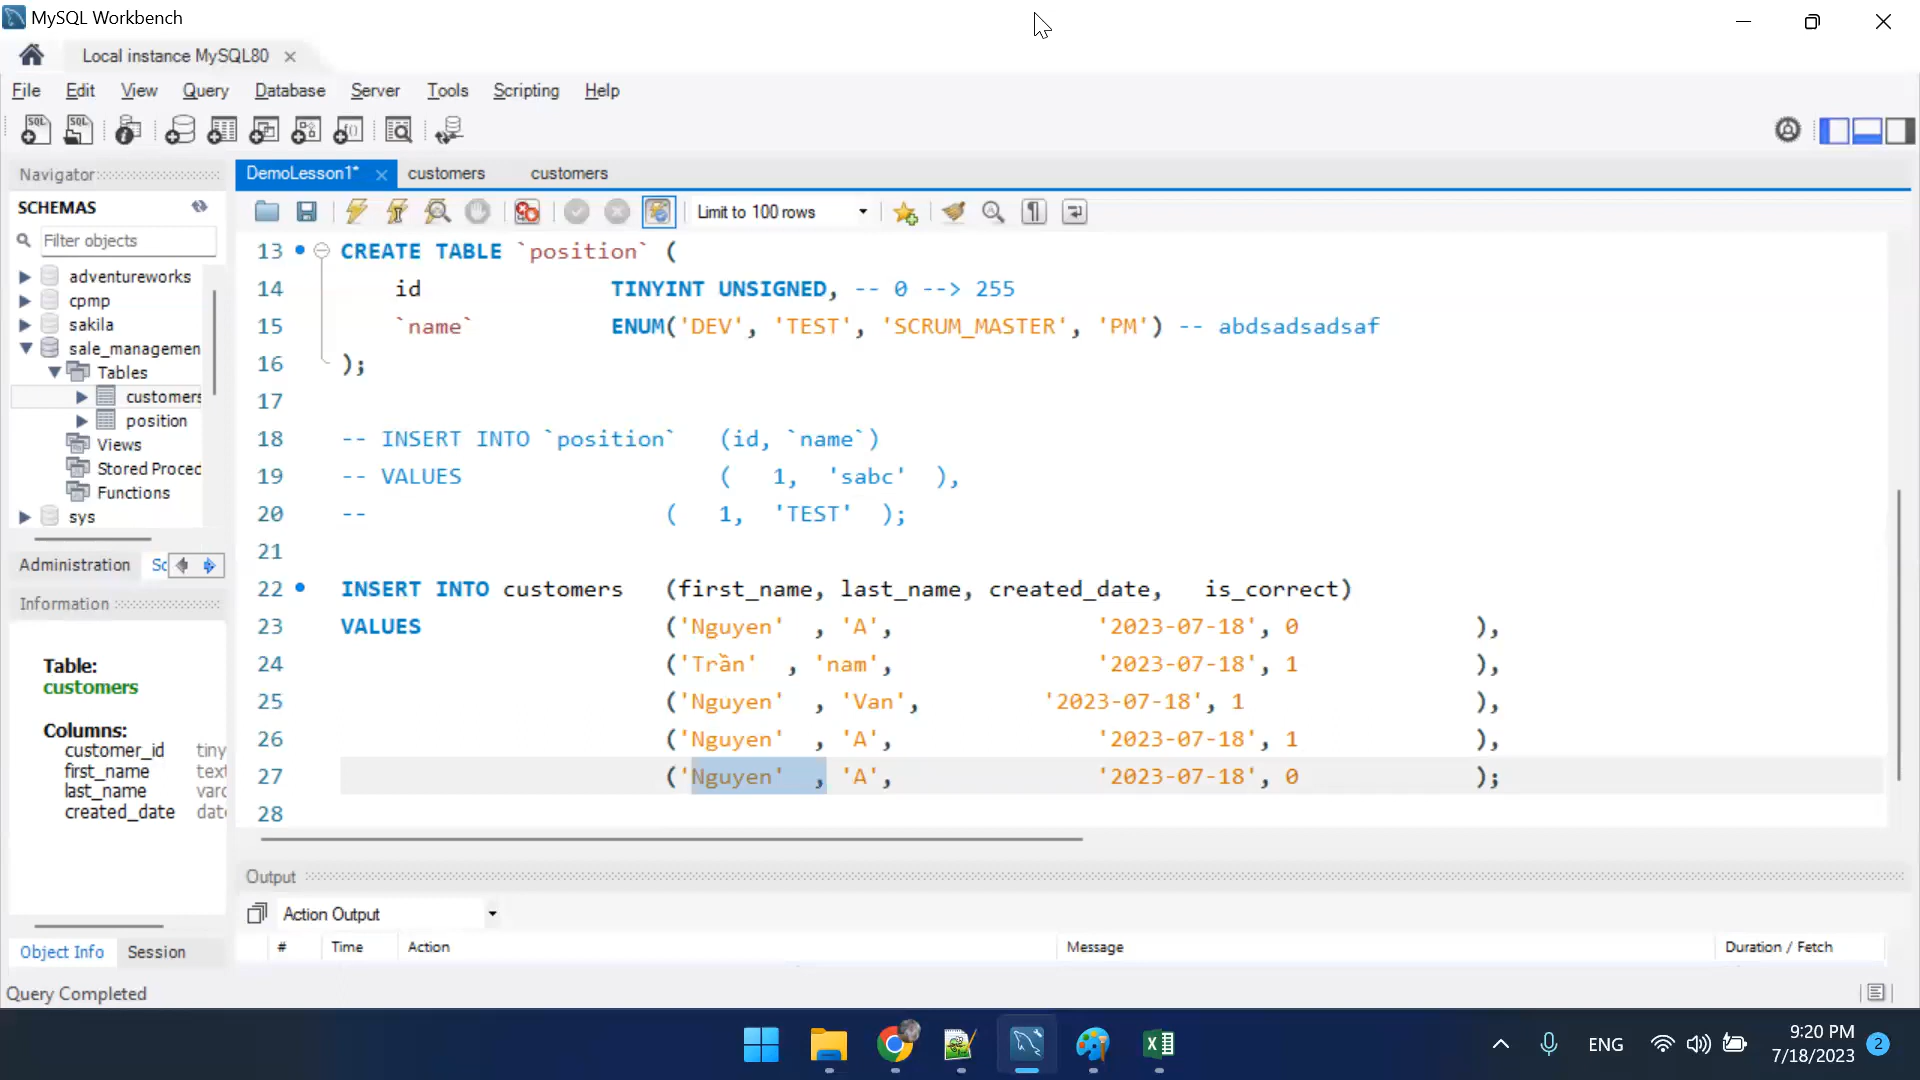 MySQL Workbench
Local instance MySQL80
File Edit View Query Database Server Tools Scripting Help
Navigator
SCHEMAS
Filter objects
adventureworks
cpmp
sakila
sale_managemen
Tables
customers
position
Views
Stored Proced
Functions
sys
Administration Sc
Information
Table:
customers
Columns:
customer_id tiny
first_name text
last_name varc
created_date date
Object Info Session
DemoLesson1* customers customers
Limit to 100 rows
13 CREATE TABLE `position` (
14 id TINYINT UNSIGNED, -- 0 --> 255
15 `name` ENUM('DEV', 'TEST', 'SCRUM_MASTER', 'PM') -- abdsadsadsaf
16 );
17
18 -- INSERT INTO `position` (id, `name`)
19 -- VALUES ( 1, 'sabc' ),
20 -- ( 1, 'TEST' );
21
22 INSERT INTO customers (first_name, last_name, created_date, is_correct)
23 VALUES ('Nguyen' , 'A', '2023-07-18', 0 ),
24 ('Trần' , 'nam', '2023-07-18', 1 ),
25 ('Nguyen' , 'Van', '2023-07-18', 1 ),
26 ('Nguyen' , 'A', '2023-07-18', 1 ),
27 ('Nguyen' , 'A', '2023-07-18', 0 );
28
Output
Action Output
# Time Action Message Duration / Fetch
Query Completed
ENG
9:20 PM
7/18/2023
2